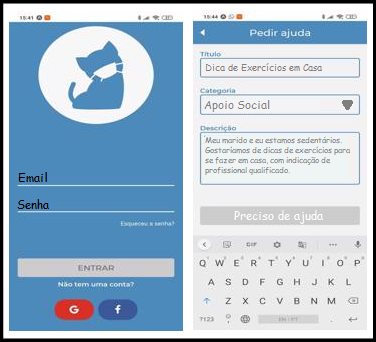 15:41
Email
Senha
Esqueceu a senha?
ENTRAR
Não tem uma conta?
G
f
15:44
Pedir ajuda
Título
Dica de Exercícios em Casa
Categoria
Apoio Social
Descrição
Meu marido e eu estamos sedentários.
Gostaríamos de dicas de exercícios para
se fazer em casa, com indicação de
profissional qualificado.
Preciso de ajuda
GIF
Q W E R T Y U I O P
A S D F G H J K L
Z X C V B N M
?123
EN • PT